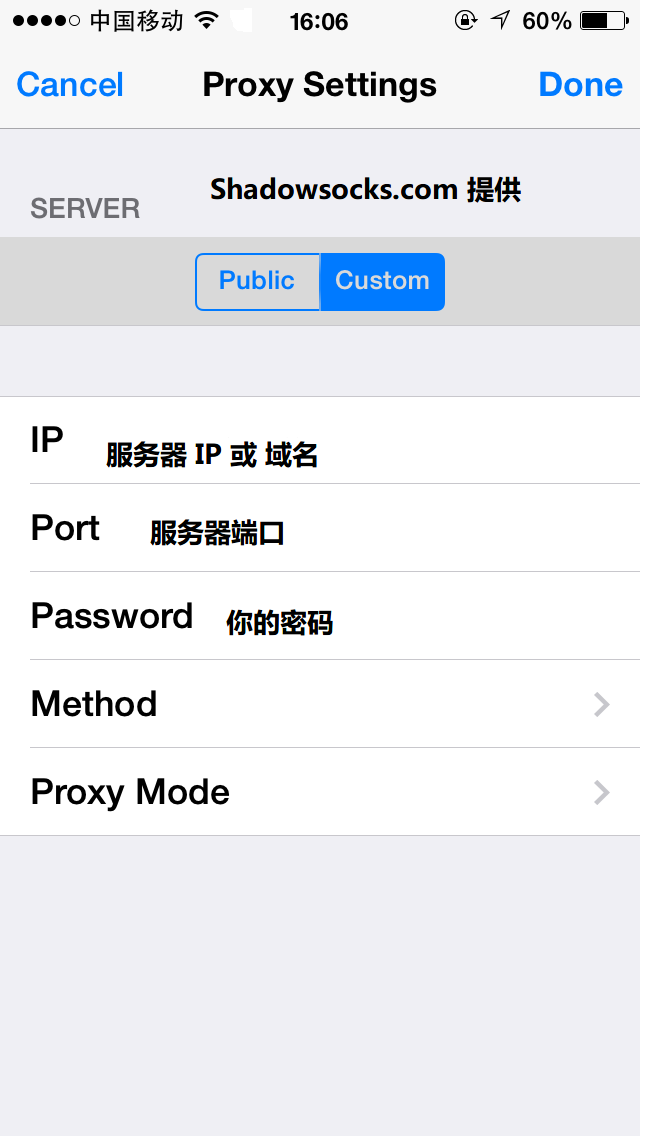 中国移动 16:06 60%
Cancel Proxy Settings Done
Shadowsocks.com 提供
SERVER
Public Custom
IP 服务器 IP 或 域名
Port 服务器端口
Password 你的密码
Method
Proxy Mode